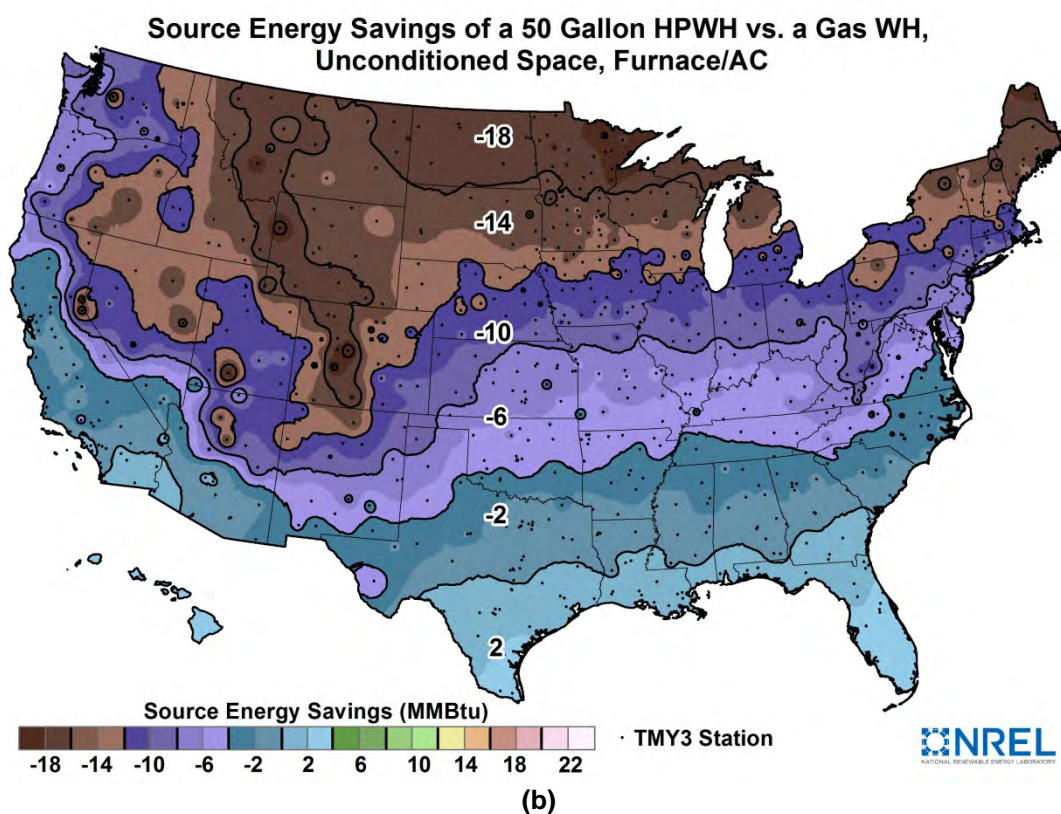 Source Energy Savings of a 50 Gallon HPWH vs. a Gas WH,
Unconditioned Space, Furnace/AC
-18
-14
-10
-6
-2
2
Source Energy Savings (MMBtu)
-18 -14 -10 -6 -2 2 6 10 14 18 22
· TMY3 Station
NREL
NATIONAL RENEWABLE ENERGY LABORATORY
(b)